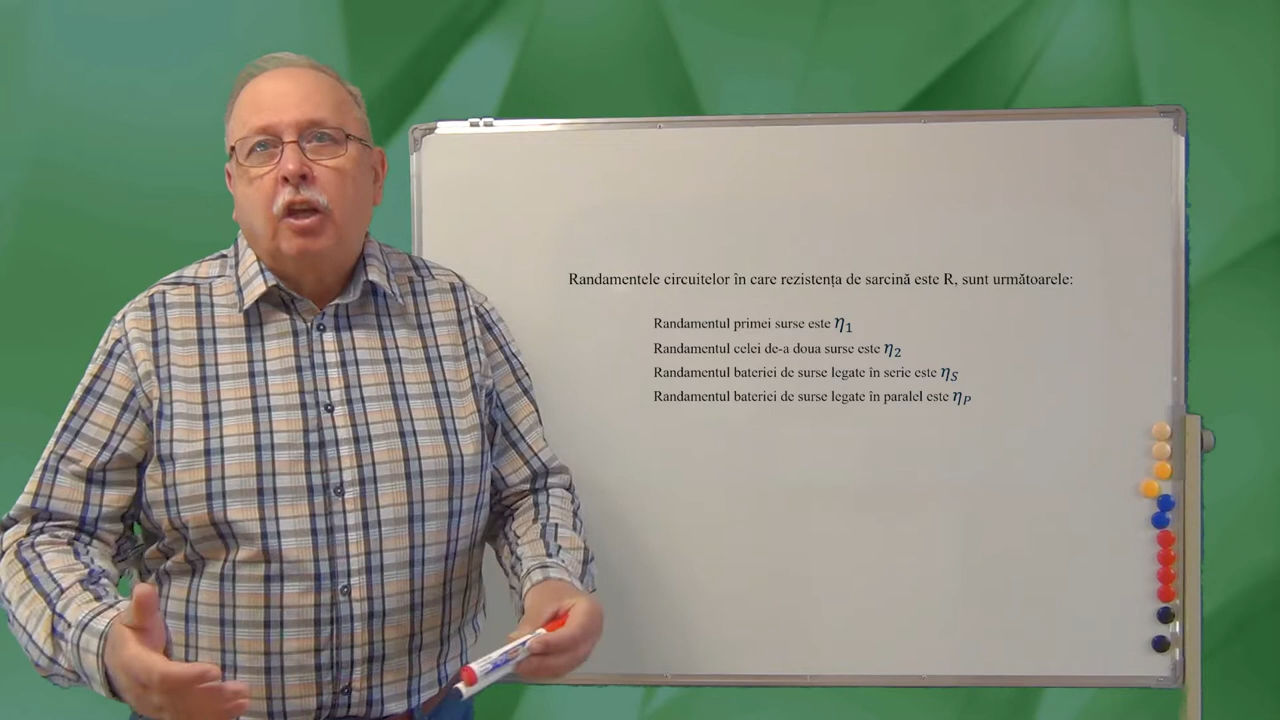 Randamentele circuitelor în care rezistența de sarcină este R, sunt următoarele:
Randamentul primei surse este η₁
Randamentul celei de-a doua surse este η₂
Randamentul bateriei de surse legate în serie este η_S
Randamentul bateriei de surse legate în paralel este η_P